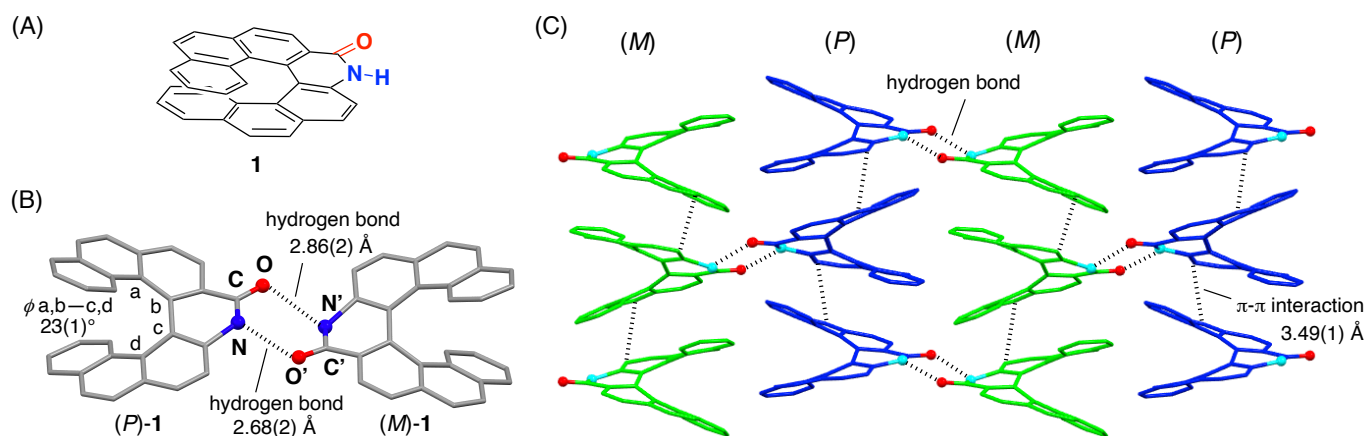 (A)
O
N-H
1
(B)
hydrogen bond
2.86(2) Å
C
O
N'
a
b
c
d
ϕ a,b—c,d
23(1)°
N
O'
C'
hydrogen bond
2.68(2) Å
(P)-1
(M)-1
(C)
(M)
(P)
(M)
(P)
hydrogen bond
π-π interaction
3.49(1) Å